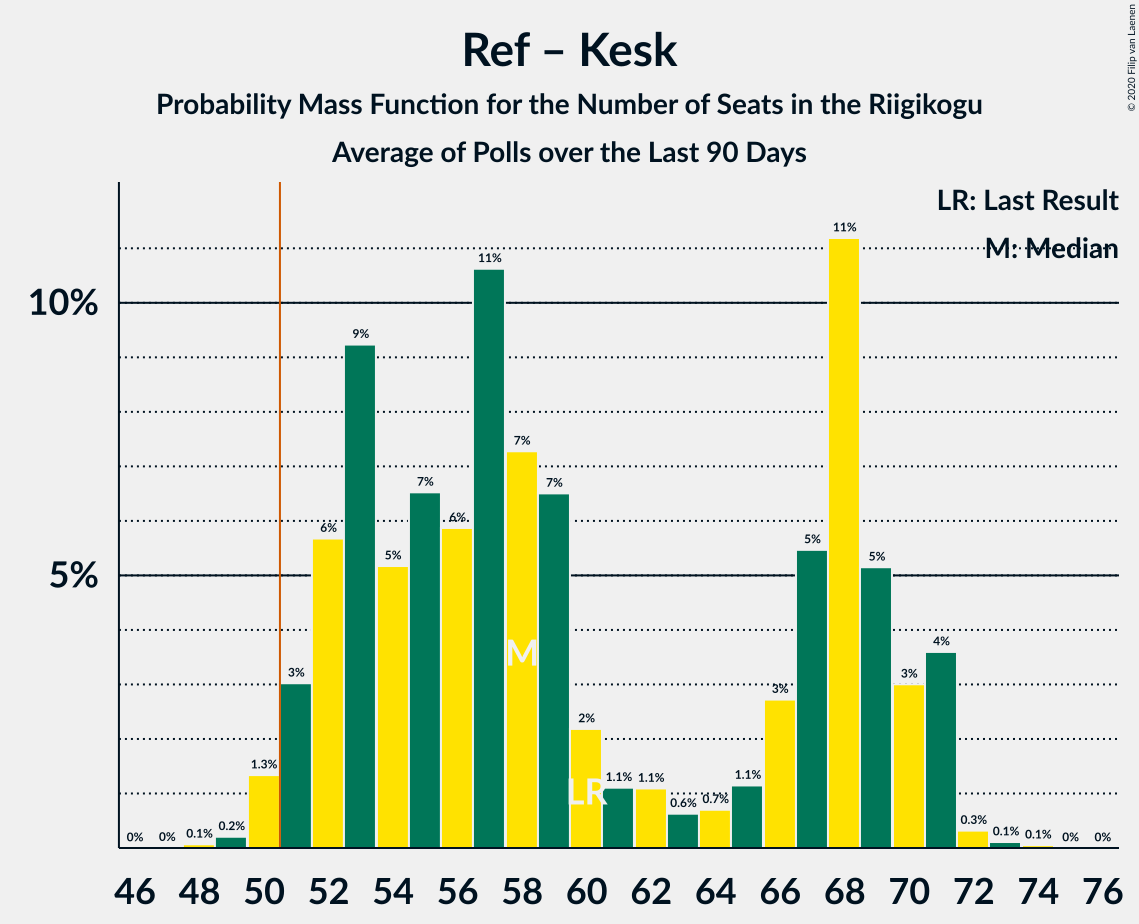 Ref – Kesk
Probability Mass Function for the Number of Seats in the Riigikogu
Average of Polls over the Last 90 Days
© 2020 Filip van Laenen
LR: Last Result
M: Median
10%
5%
0% 0% 0.1% 0.2% 1.3% 3% 6% 9% 5% 7% 6% 11% 7% 7% 2% 1.1% 1.1% 0.6% 0.7% 1.1% 3% 5% 11% 5% 3% 4% 0.3% 0.1% 0.1% 0% 0%
M
LR
46 48 50 52 54 56 58 60 62 64 66 68 70 72 74 76